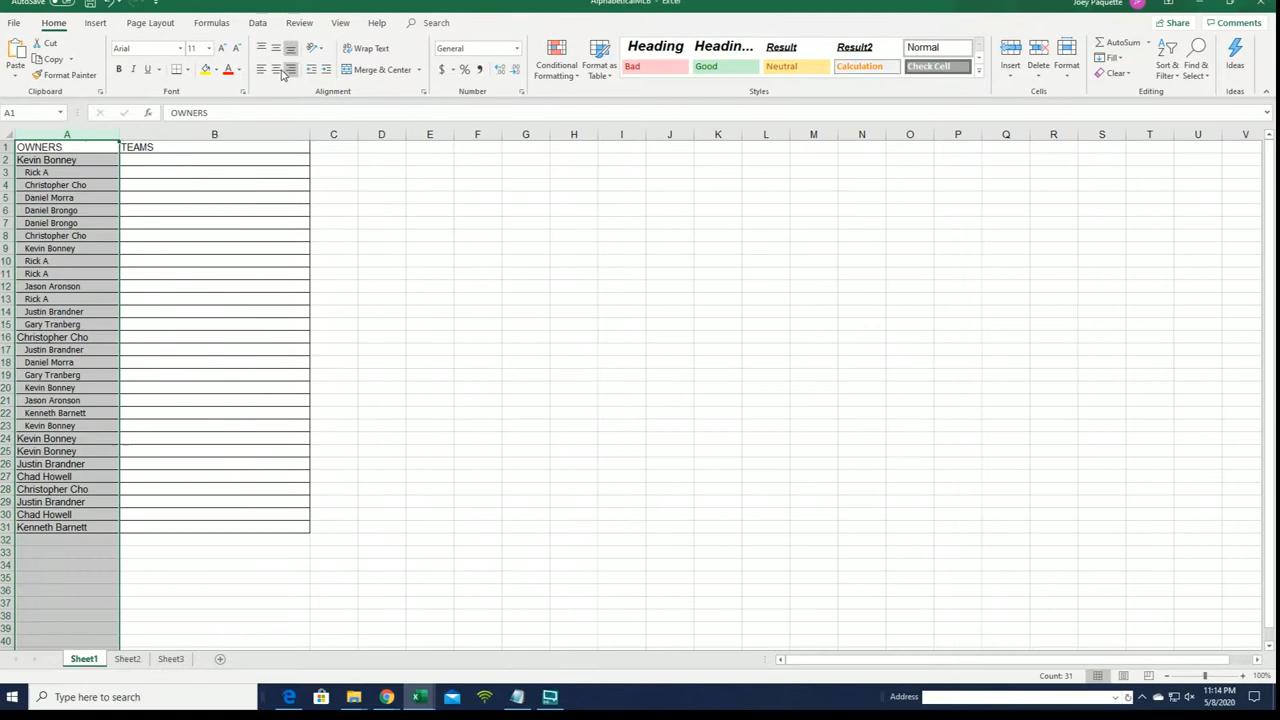 AutoSave
AlphabeticalMLB - Excel
Joey Paquette
JP
File Home Insert Page Layout Formulas Data Review View Help Search
Share Comments
Paste
Cut
Copy
Format Painter
Clipboard
Arial 11
B I U
Font
Wrap Text
Merge & Center
Alignment
General
$ % ,
Number
Conditional Formatting
Format as Table
Heading Headin... Result Result2 Normal
Bad Good Neutral Calculation Check Cell
Styles
Insert Delete Format
Cells
AutoSum
Fill
Clear
Sort & Filter
Find & Select
Editing
Ideas
Ideas
A1 fx OWNERS
A B C D E F G H I J K L M N O P Q R S T U V
1 OWNERS TEAMS
2 Kevin Bonney
3 Rick A
4 Christopher Cho
5 Daniel Morra
6 Daniel Brongo
7 Daniel Brongo
8 Christopher Cho
9 Kevin Bonney
10 Rick A
11 Rick A
12 Jason Aronson
13 Rick A
14 Justin Brandner
15 Gary Tranberg
16 Christopher Cho
17 Justin Brandner
18 Daniel Morra
19 Gary Tranberg
20 Kevin Bonney
21 Jason Aronson
22 Kenneth Barnett
23 Kevin Bonney
24 Kevin Bonney
25 Kevin Bonney
26 Justin Brandner
27 Chad Howell
28 Christopher Cho
29 Justin Brandner
30 Chad Howell
31 Kenneth Barnett
32
33
34
35
36
37
38
39
40
Sheet1 Sheet2 Sheet3
Count: 31 100%
Type here to search
Address
11:14 PM
5/8/2020